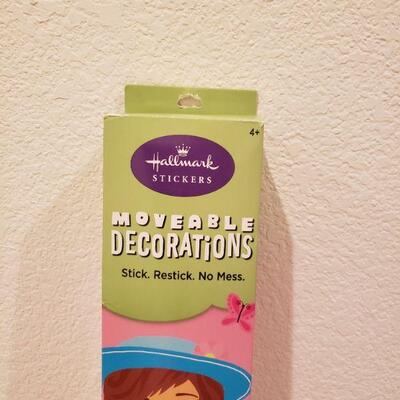 4+
Hallmark
STICKERS
MOVEABLE
DECORATIONS
Stick. Restick. No Mess.